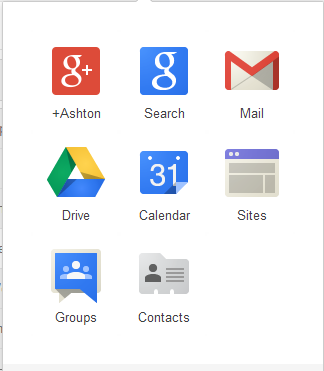 g+
g
+Ashton Search Mail
31
Drive Calendar Sites
Groups Contacts